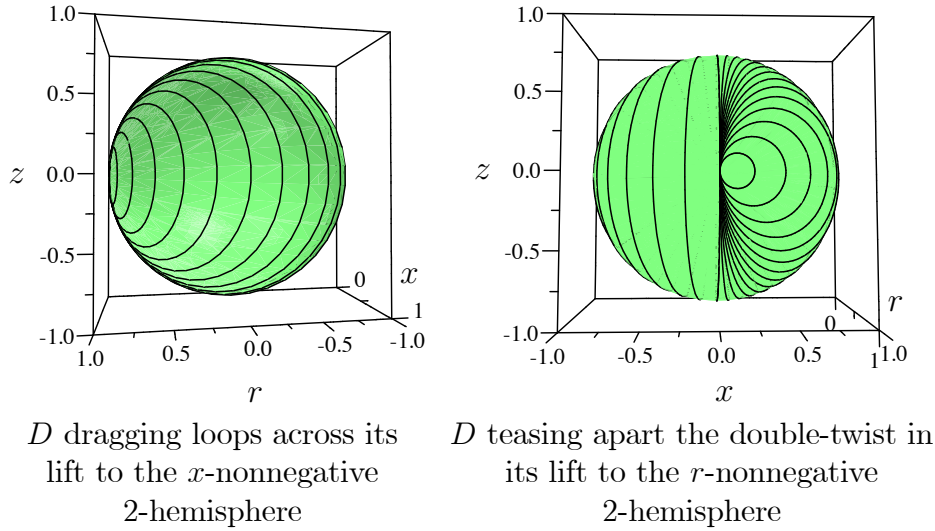 1.0
0.5
z
0.0
-0.5
-1.0
1.0
0.5
0.0
-0.5
-1.0
0
1
x
r
D dragging loops across its
lift to the x-nonnegative
2-hemisphere
1.0
0.5
z
0.0
-0.5
-1.0
-1.0
-0.5
0.0
0.5
1
1.0
0
r
x
D teasing apart the double-twist in
its lift to the r-nonnegative
2-hemisphere